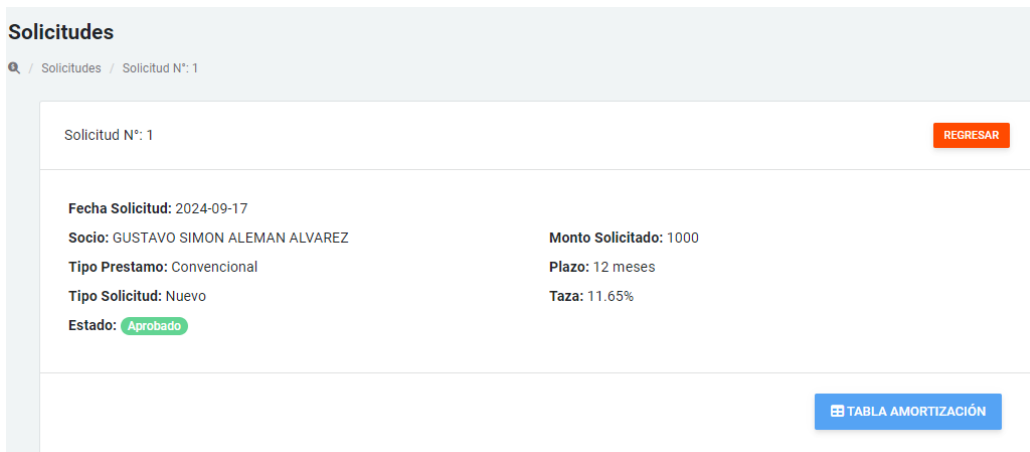 Solicitudes
/ Solicitudes / Solicitud N°: 1
Solicitud N°: 1
REGRESAR
Fecha Solicitud: 2024-09-17
Socio: GUSTAVO SIMON ALEMAN ALVAREZ
Monto Solicitado: 1000
Tipo Prestamo: Convencional
Plazo: 12 meses
Tipo Solicitud: Nuevo
Taza: 11.65%
Estado: Aprobado
TABLA AMORTIZACIÓN